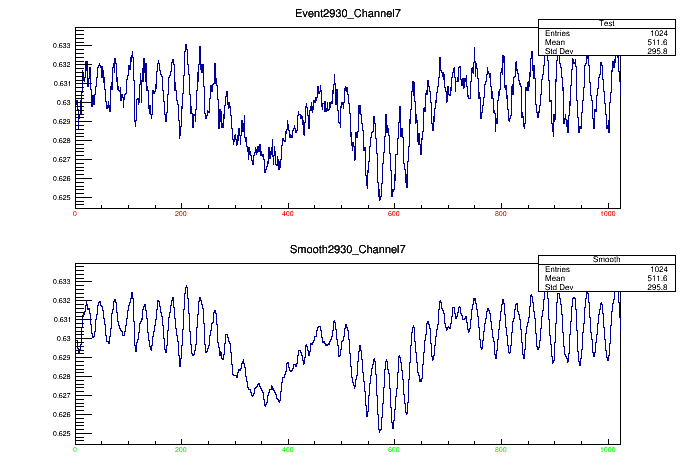 Event2930_Channel7
Test
Entries 1024
Mean 511.6
Std Dev 295.8
0.633
0.632
0.631
0.63
0.629
0.628
0.627
0.626
0.625
0 200 400 600 800 1000
Smooth2930_Channel7
Smooth
Entries 1024
Mean 511.6
Std Dev 295.8
0.633
0.632
0.631
0.63
0.629
0.628
0.627
0.626
0.625
0 200 400 600 800 1000